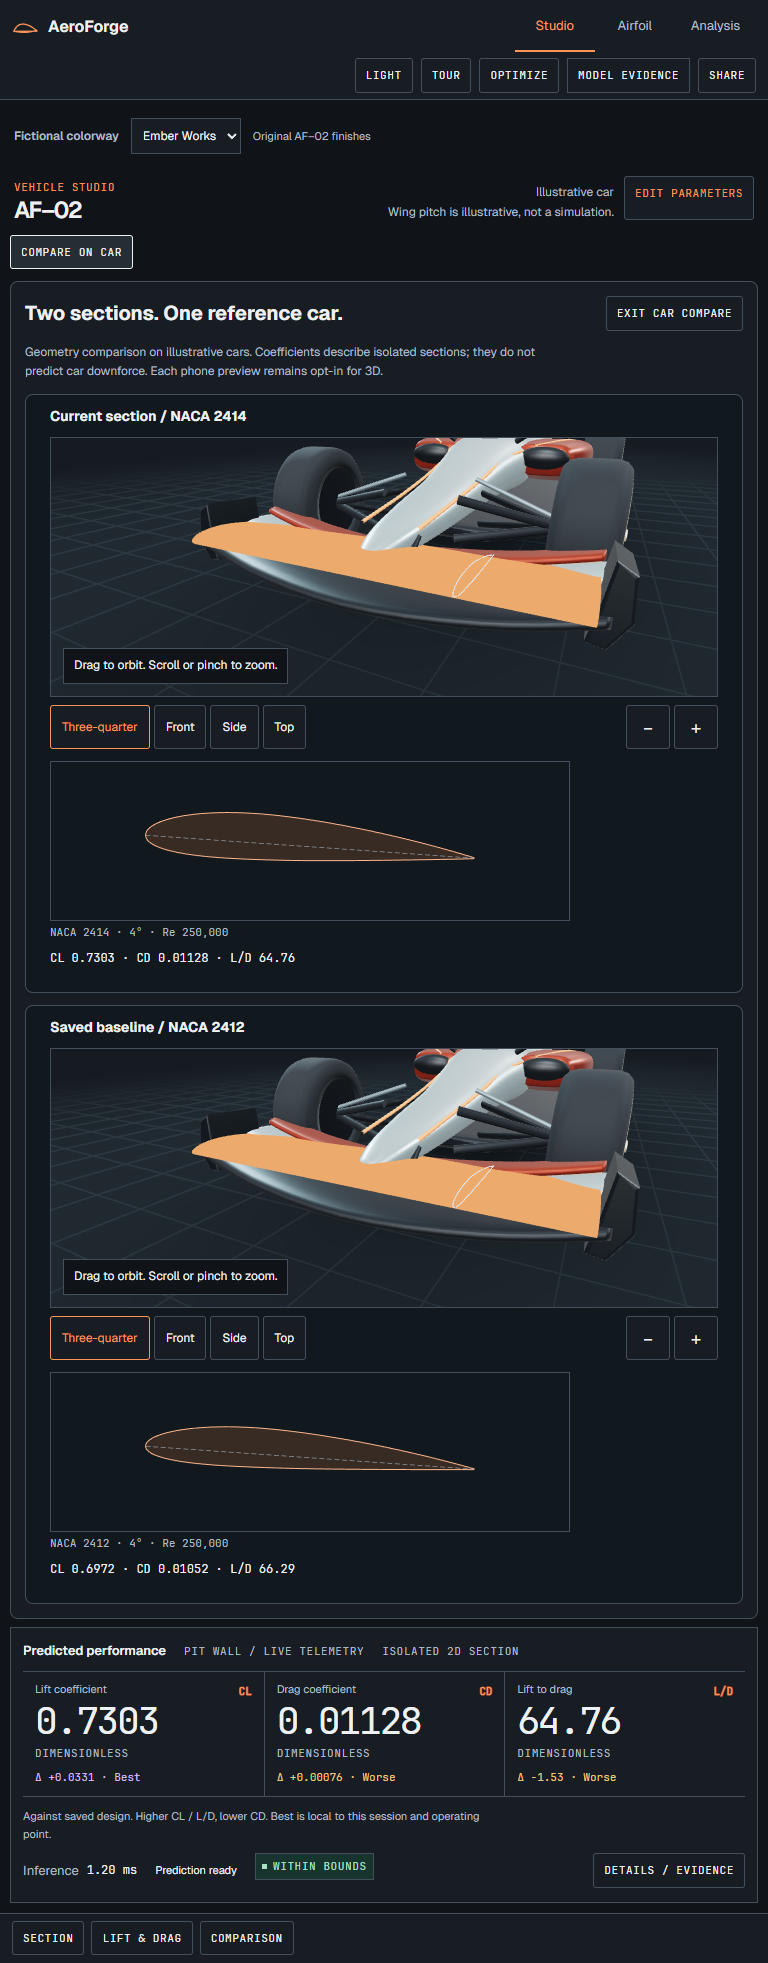 AeroForge
Studio
Airfoil
Analysis
LIGHT
TOUR
OPTIMIZE
MODEL EVIDENCE
SHARE
Fictional colorway
Ember Works
Original AF–02 finishes
VEHICLE STUDIO
AF–02
Illustrative car
Wing pitch is illustrative, not a simulation.
EDIT PARAMETERS
COMPARE ON CAR
Two sections. One reference car.
EXIT CAR COMPARE
Geometry comparison on illustrative cars. Coefficients describe isolated sections; they do not
predict car downforce. Each phone preview remains opt-in for 3D.
Current section / NACA 2414
Drag to orbit. Scroll or pinch to zoom.
Three-quarter
Front
Side
Top
−
+
NACA 2414 · 4° · Re 250,000
CL 0.7303 · CD 0.01128 · L/D 64.76
Saved baseline / NACA 2412
Drag to orbit. Scroll or pinch to zoom.
Three-quarter
Front
Side
Top
−
+
NACA 2412 · 4° · Re 250,000
CL 0.6972 · CD 0.01052 · L/D 66.29
Predicted performance
PIT WALL / LIVE TELEMETRY
ISOLATED 2D SECTION
Lift coefficient
CL
0.7303
DIMENSIONLESS
Δ +0.0331 · Best
Drag coefficient
CD
0.01128
DIMENSIONLESS
Δ +0.00076 · Worse
Lift to drag
L/D
64.76
DIMENSIONLESS
Δ -1.53 · Worse
Against saved design. Higher CL / L/D, lower CD. Best is local to this session and operating
point.
Inference 1.20 ms
Prediction ready
WITHIN BOUNDS
DETAILS / EVIDENCE
SECTION
LIFT & DRAG
COMPARISON